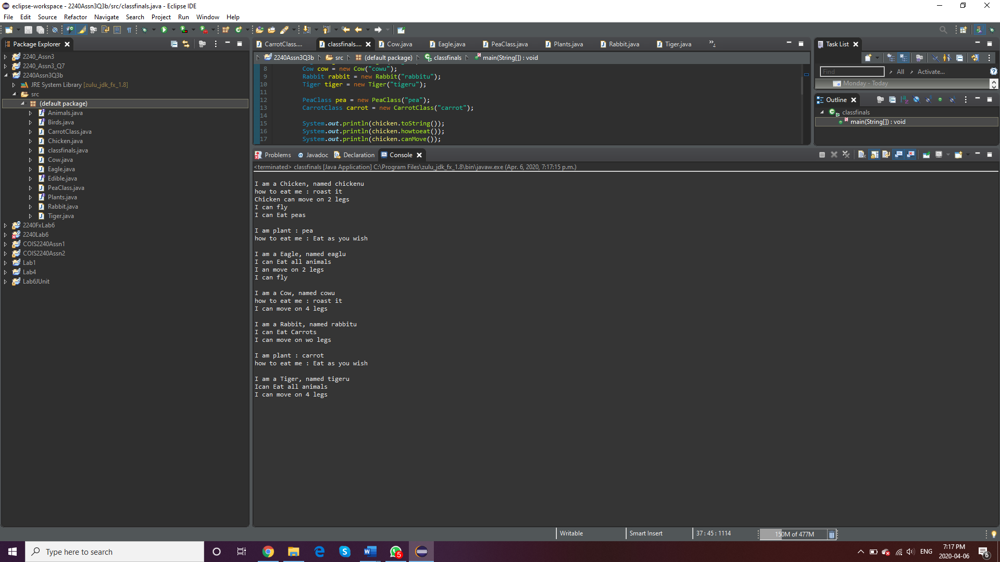 eclipse-workspace - 2240Assn3Q3b/src/classfinals.java - Eclipse IDE
File Edit Source Refactor Navigate Search Project Run Window Help
Package Explorer
2240_Assn3
2240_Assn3_Q7
2240Assn3Q3b
JRE System Library [zulu_jdk_fx_1.8]
src
(default package)
Animals.java
Birds.java
CarrotClass.java
Chicken.java
classfinals.java
Cow.java
Eagle.java
Edible.java
PeaClass.java
Plants.java
Rabbit.java
Tiger.java
2240FxLab6
2240Lab6
COIS2240Assn1
COIS2240Assn2
Lab1
Lab4
Lab6JUnit
CarrotClass.... classfinals.... Cow.java Eagle.java PeaClass.java Plants.java Rabbit.java Tiger.java »4
2240Assn3Q3b src (default package) classfinals main(String[]) : void
8 Cow cow = new Cow("cowu");
9 Rabbit rabbit = new Rabbit("rabbitu");
10 Tiger tiger = new Tiger("tigeru");
11
12 PeaClass pea = new PeaClass("pea");
13 CarrotClass carrot = new CarrotClass("carrot");
14
15 System.out.println(chicken.toString());
16 System.out.println(chicken.howtoeat());
17 System.out.println(chicken.canMove());
Problems Javadoc Declaration Console
<terminated> classfinals [Java Application] C:\Program Files\zulu_jdk_fx_1.8\bin\javaw.exe (Apr. 6, 2020, 7:17:15 p.m.)
I am a Chicken, named chickenu
how to eat me : roast it
Chicken can move on 2 legs
I can fly
I can Eat peas
I am plant : pea
how to eat me : Eat as you wish
I am a Eagle, named eaglu
I can Eat all animals
I an move on 2 legs
I can fly
I am a Cow, named cowu
how to eat me : roast it
I can move on 4 legs
I am a Rabbit, named rabbitu
I can Eat Carrots
I can move on wo legs
I am plant : carrot
how to eat me : Eat as you wish
I am a Tiger, named tigeru
Ican Eat all animals
I can move on 4 legs
Task List
Find All Activate...
Monday - Today
Outline
classfinals
main(String[]) : void
Writable Smart Insert 37 : 45 : 1114 150M of 477M
Type here to search
5
ENG
7:17 PM
2020-04-06
6